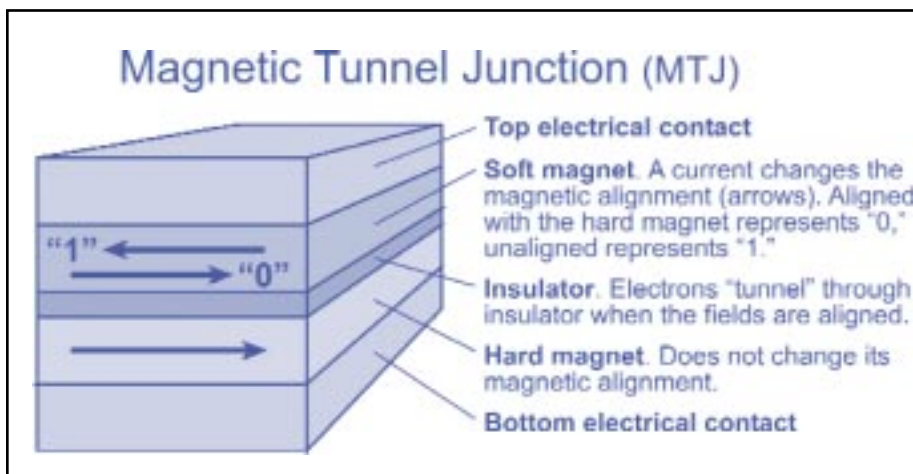 Magnetic Tunnel Junction (MTJ)
Top electrical contact
Soft magnet. A current changes the
magnetic alignment (arrows). Aligned
with the hard magnet represents “0,”
unaligned represents “1.”
“1”
“0”
Insulator. Electrons “tunnel” through
insulator when the fields are aligned.
Hard magnet. Does not change its
magnetic alignment.
Bottom electrical contact